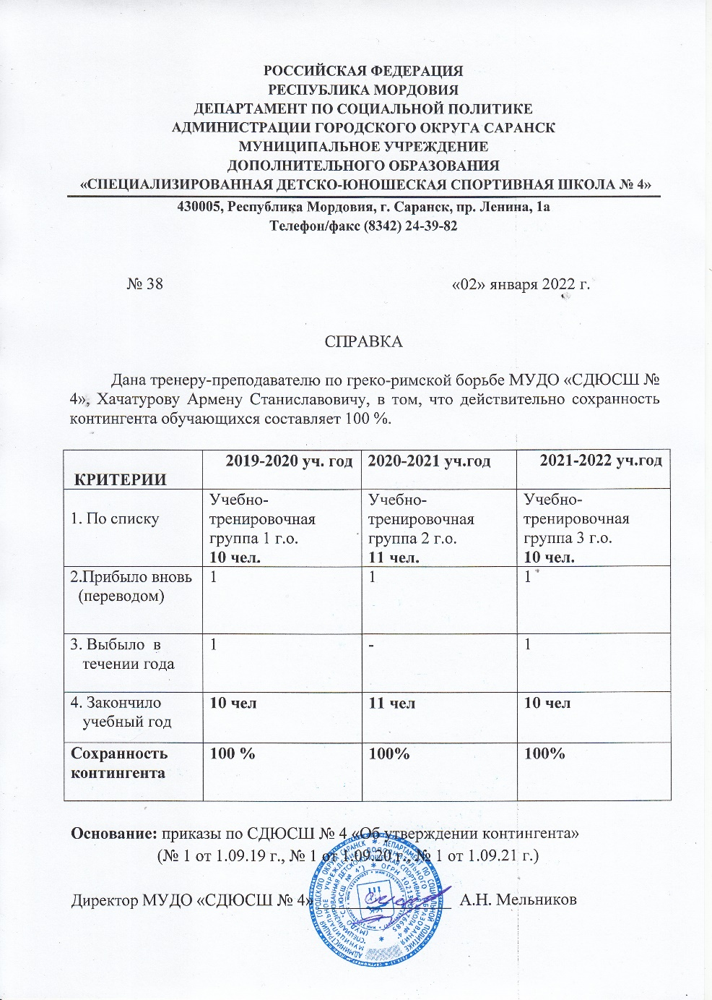 РОССИЙСКАЯ ФЕДЕРАЦИЯ
РЕСПУБЛИКА МОРДОВИЯ
ДЕПАРТАМЕНТ ПО СОЦИАЛЬНОЙ ПОЛИТИКЕ
АДМИНИСТРАЦИИ ГОРОДСКОГО ОКРУГА САРАНСК
МУНИЦИПАЛЬНОЕ УЧРЕЖДЕНИЕ
ДОПОЛНИТЕЛЬНОГО ОБРАЗОВАНИЯ
«СПЕЦИАЛИЗИРОВАННАЯ ДЕТСКО-ЮНОШЕСКАЯ СПОРТИВНАЯ ШКОЛА № 4»
430005, Республика Мордовия, г. Саранск, пр. Ленина, 1а
Телефон/факс (8342) 24-39-82
№ 38 «02» января 2022 г.
СПРАВКА
Дана тренеру-преподавателю по греко-римской борьбе МУДО «СДЮСШ №
4», Хачатурову Армену Станиславовичу, в том, что действительно сохранность
контингента обучающихся составляет 100 %.
КРИТЕРИИ 2019-2020 уч. год 2020-2021 уч.год 2021-2022 уч.год
1. По списку
Учебно-
тренировочная
группа 1 г.о.
10 чел.
Учебно-
тренировочная
группа 2 г.о.
11 чел.
Учебно-
тренировочная
группа 3 г.о.
10 чел.
2.Прибыло вновь
(переводом)
1
1
1
3. Выбыло в
течении года
1
-
1
4. Закончило
учебный год
10 чел
11 чел
10 чел
Сохранность
контингента
100 %
100%
100%
Основание: приказы по СДЮСШ № 4 «Об утверждении контингента»
(№ 1 от 1.09.19 г., № 1 от 1.09.20 г., № 1 от 1.09.21 г.)
Директор МУДО «СДЮСШ № 4» А.Н. Мельников